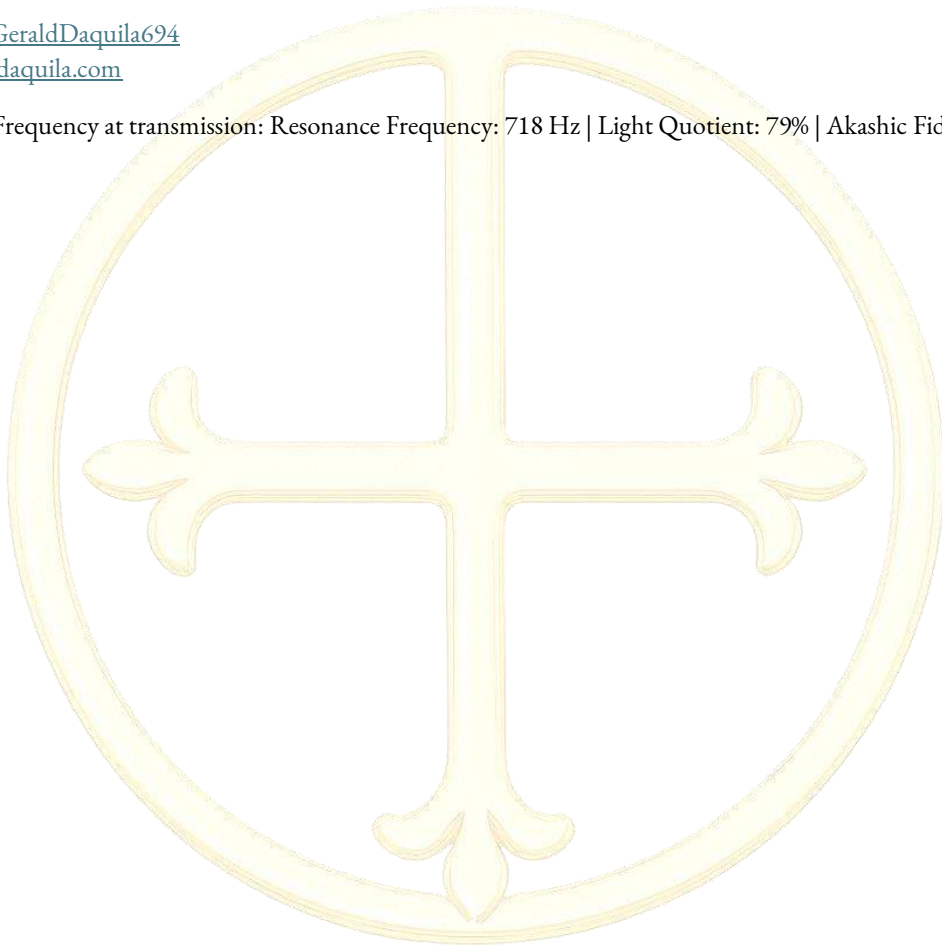 GeraldDaquila694
daquila.com
Frequency at transmission: Resonance Frequency: 718 Hz | Light Quotient: 79% | Akashic Fid